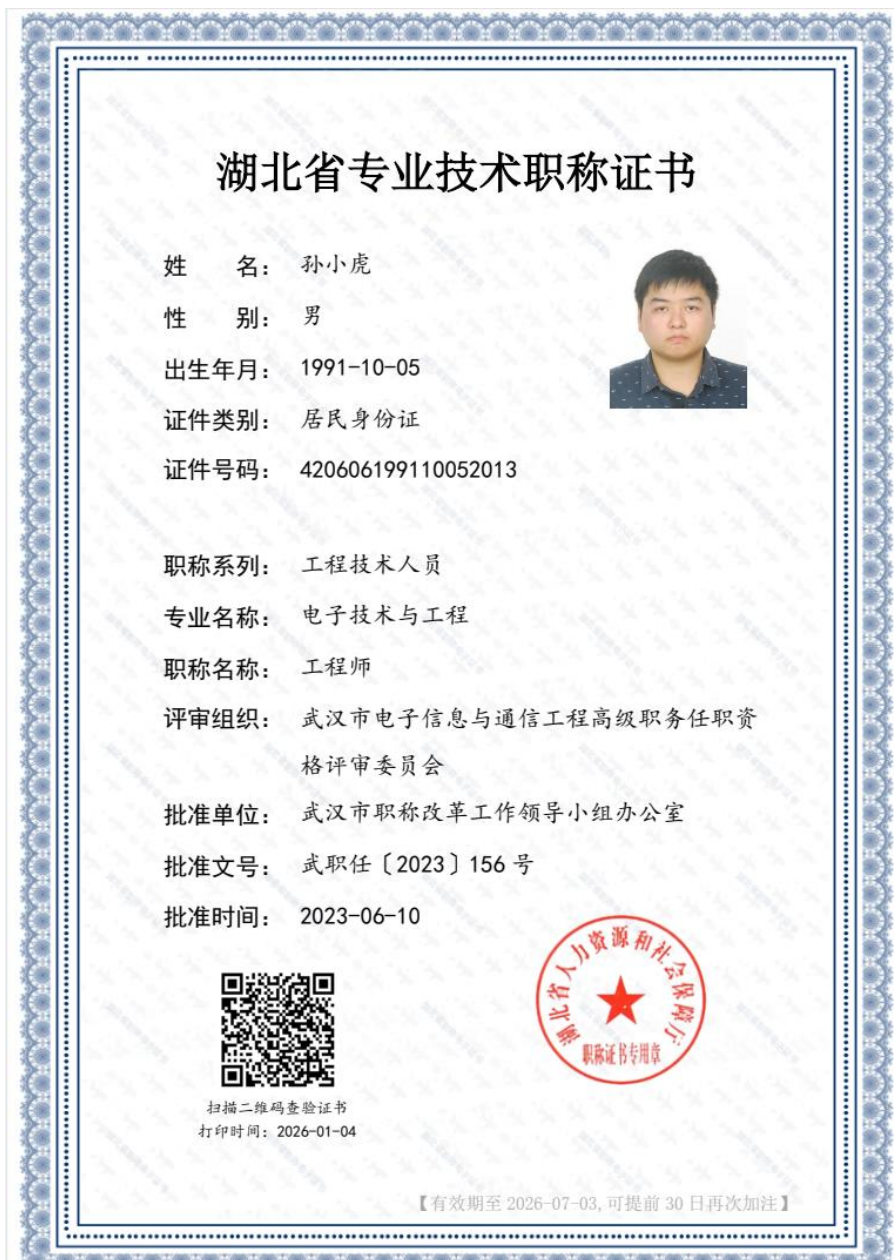 湖北省专业技术职称证书
姓 名： 孙小虎
性 别： 男
出生年月： 1991-10-05
证件类别： 居民身份证
证件号码： 420606199110052013
职称系列： 工程技术人员
专业名称： 电子技术与工程
职称名称： 工程师
评审组织： 武汉市电子信息与通信工程高级职务任职资
格评审委员会
批准单位： 武汉市职称改革工作领导小组办公室
批准文号： 武职任〔2023〕156 号
批准时间： 2023-06-10
湖北省人力资源和社会保障厅
职称证书专用章
扫描二维码查验证书
打印时间：2026-01-04
【有效期至 2026-07-03,可提前 30 日再次加注】